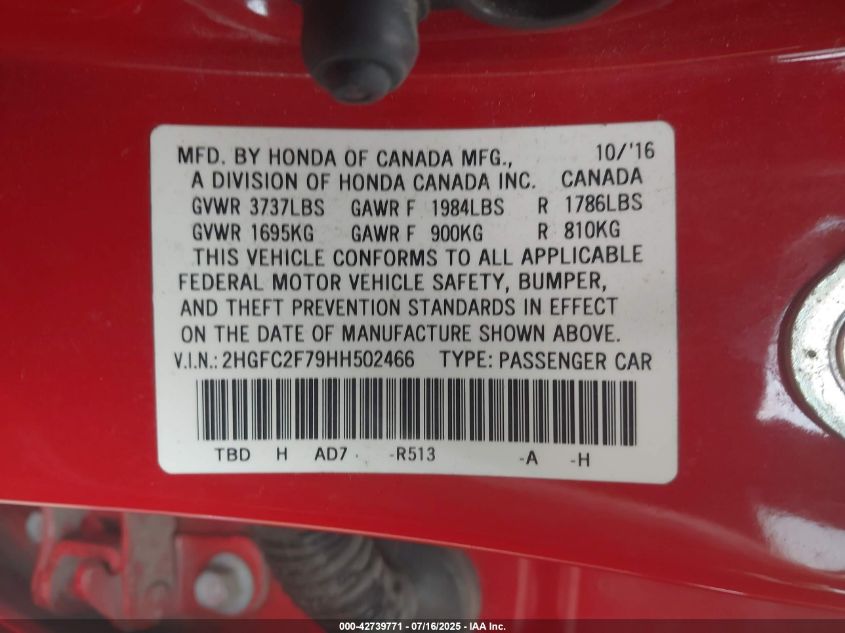 MFD. BY HONDA OF CANADA MFG., 10/'16
A DIVISION OF HONDA CANADA INC. CANADA
GVWR 3737LBS GAWR F 1984LBS R 1786LBS
GVWR 1695KG GAWR F 900KG R 810KG
THIS VEHICLE CONFORMS TO ALL APPLICABLE
FEDERAL MOTOR VEHICLE SAFETY, BUMPER,
AND THEFT PREVENTION STANDARDS IN EFFECT
ON THE DATE OF MANUFACTURE SHOWN ABOVE.
V.I.N.: 2HGFC2F79HH502466 TYPE: PASSENGER CAR
TBD H AD7 -R513 -A -H
000-42739771 - 07/16/2025 - IAA Inc.